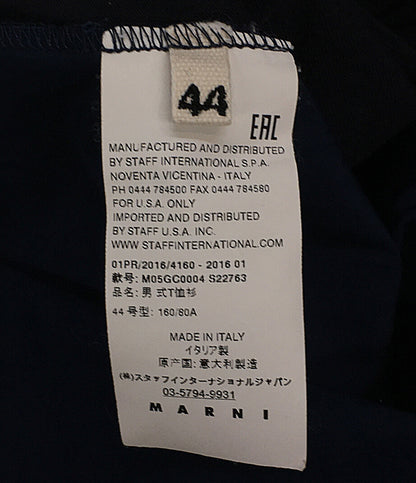 44
EAC
MANUFACTURED AND DISTRIBUTED
BY STAFF INTERNATIONAL S.P.A.
NOVENTA VICENTINA - ITALY
PH 0444 784500 FAX 0444 784580
FOR U.S.A. ONLY
IMPORTED AND DISTRIBUTED
BY STAFF U.S.A. INC.
WWW.STAFFINTERNATIONAL.COM
01PR/2016/4160 - 2016 01
款号: M05GC0004 S22763
品名: 男 式T恤衫
44 号型: 160/80A
MADE IN ITALY
イタリア製
原产国: 意大利製造
(株)スタッフインターナショナルジャパン
03-5794-9931
MARNI